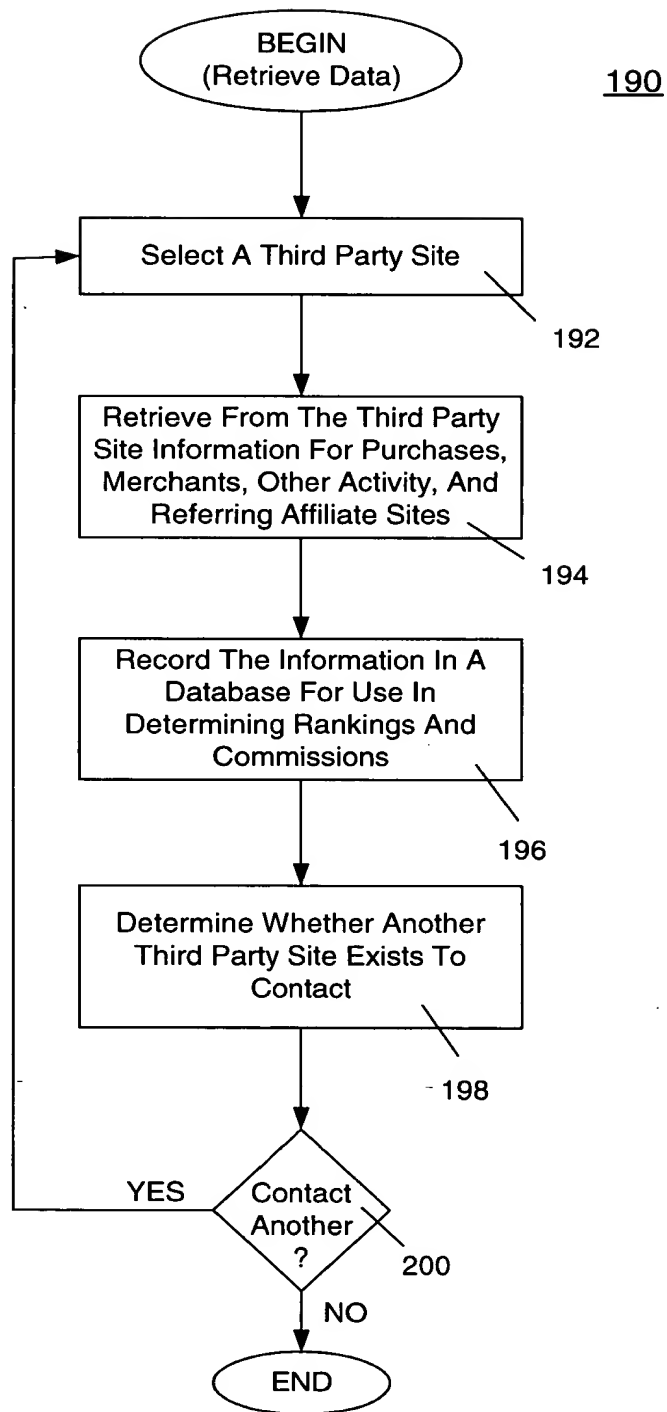 BEGIN
(Retrieve Data)
190
Select A Third Party Site
192
Retrieve From The Third Party
Site Information For Purchases,
Merchants, Other Activity, And
Referring Affiliate Sites
194
Record The Information In A
Database For Use In
Determining Rankings And
Commissions
196
Determine Whether Another
Third Party Site Exists To
Contact
198
YES
Contact
Another
?
200
NO
END